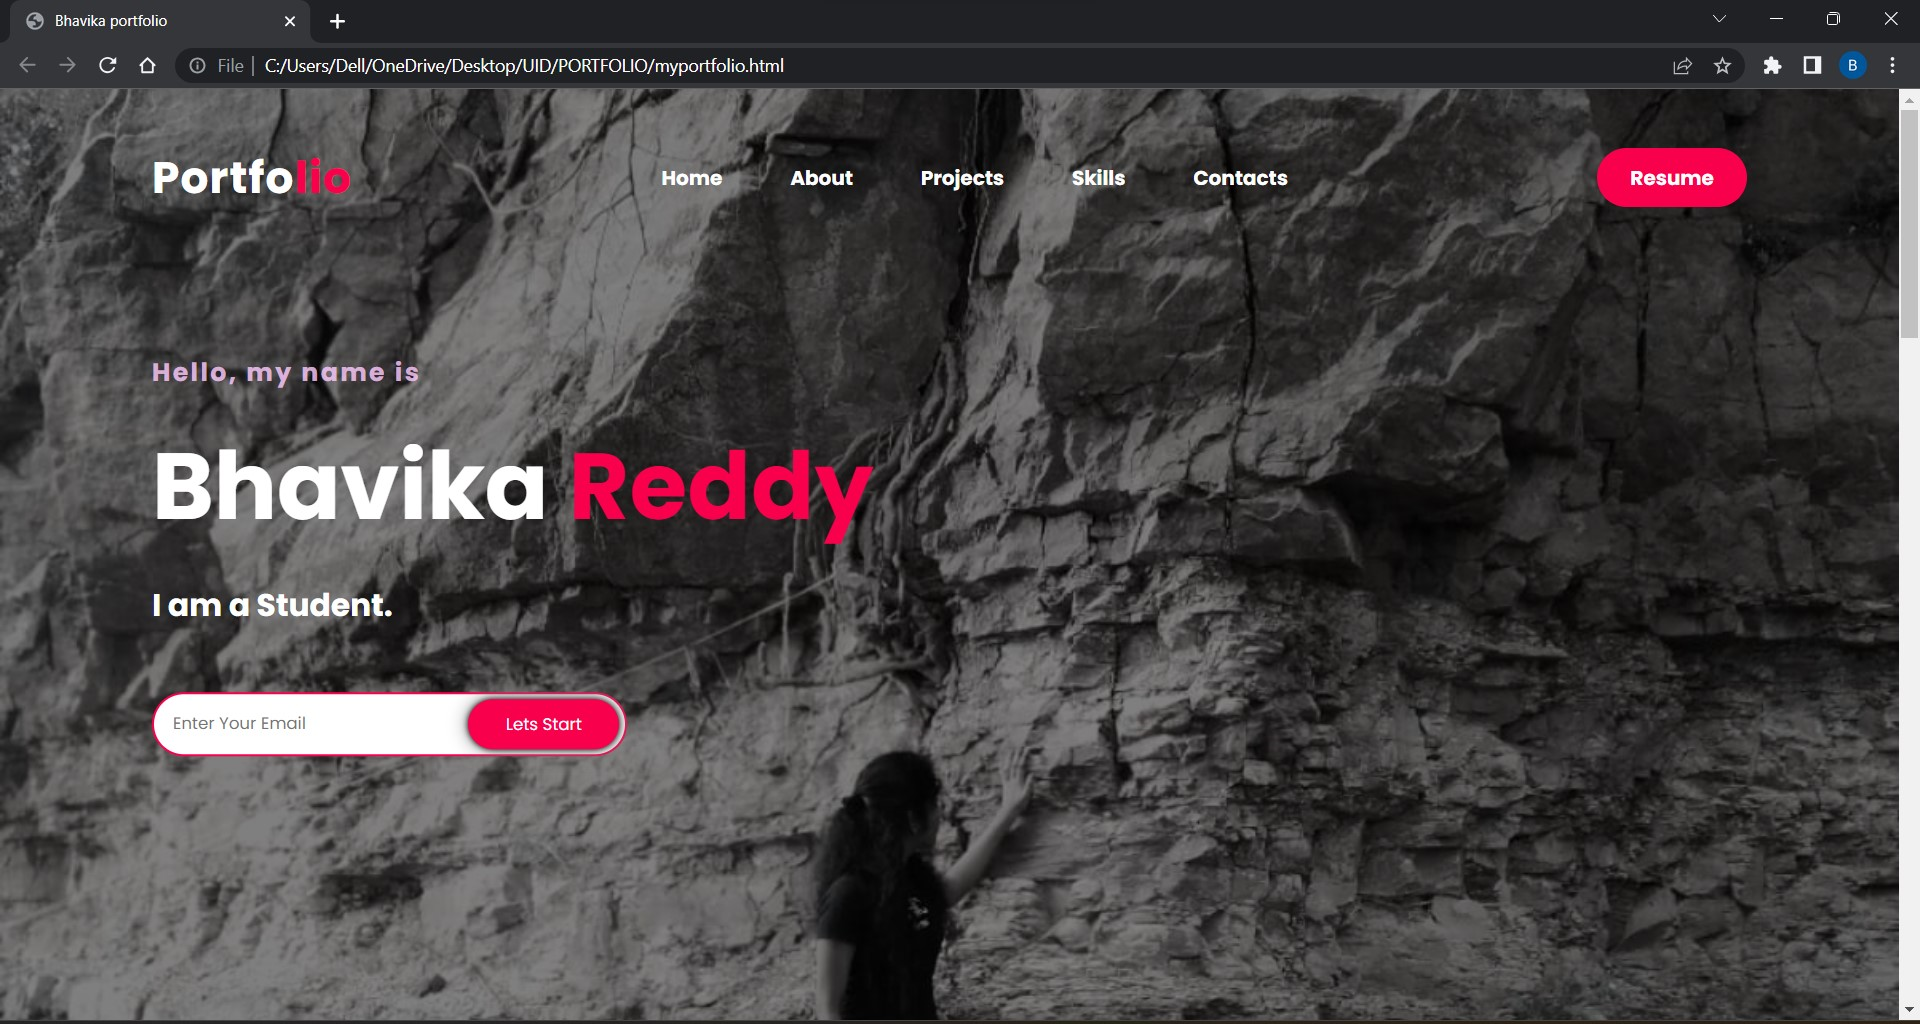 Bhavika portfolio
File C:/Users/Dell/OneDrive/Desktop/UID/PORTFOLIO/myportfolio.html
B
Portfolio
Home About Projects Skills Contacts
Resume
Hello, my name is
Bhavika Reddy
I am a Student.
Enter Your Email Lets Start